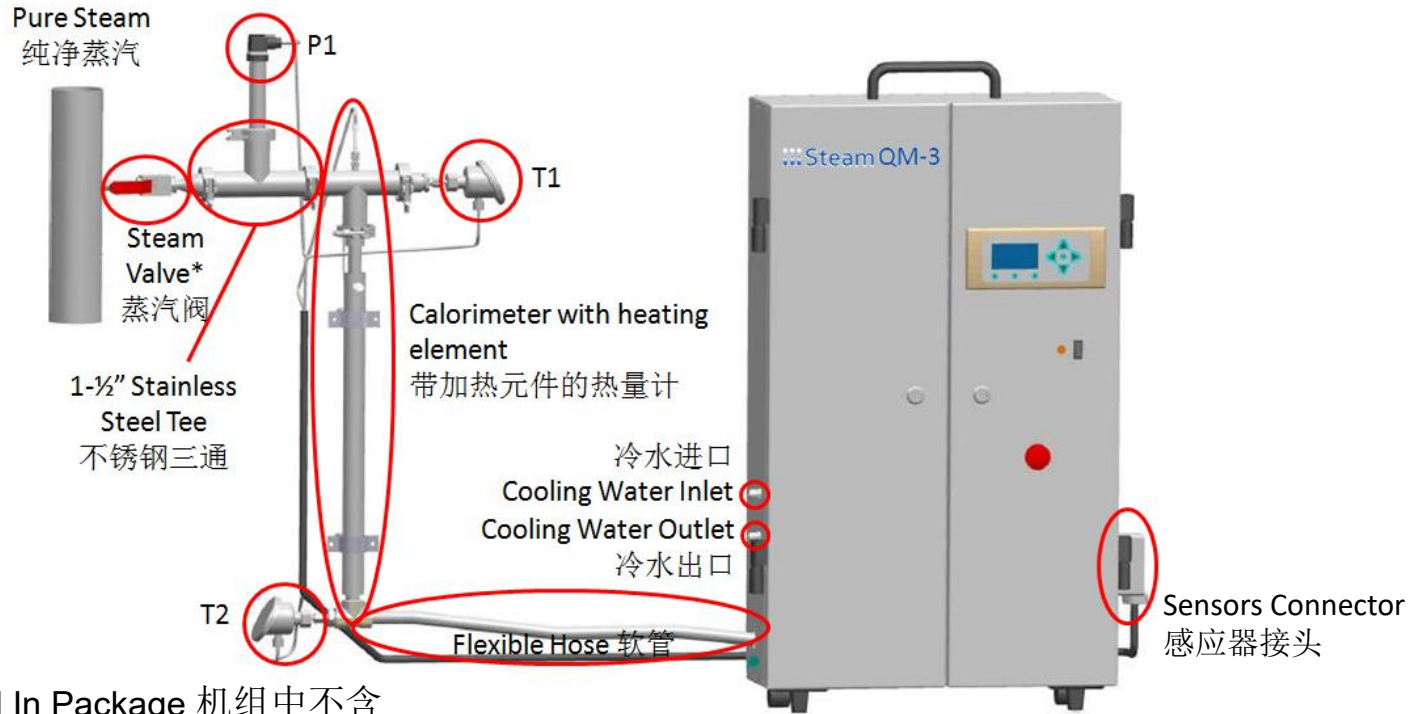 Pure Steam
纯净蒸汽
P1
T1
Steam
Valve*
蒸汽阀
1-½” Stainless
Steel Tee
不锈钢三通
Calorimeter with heating
element
带加热元件的热量计
Steam QM-3
冷水进口
Cooling Water Inlet
Cooling Water Outlet
冷水出口
T2
Flexible Hose 软管
Sensors Connector
感应器接头
In Package 机组中不含